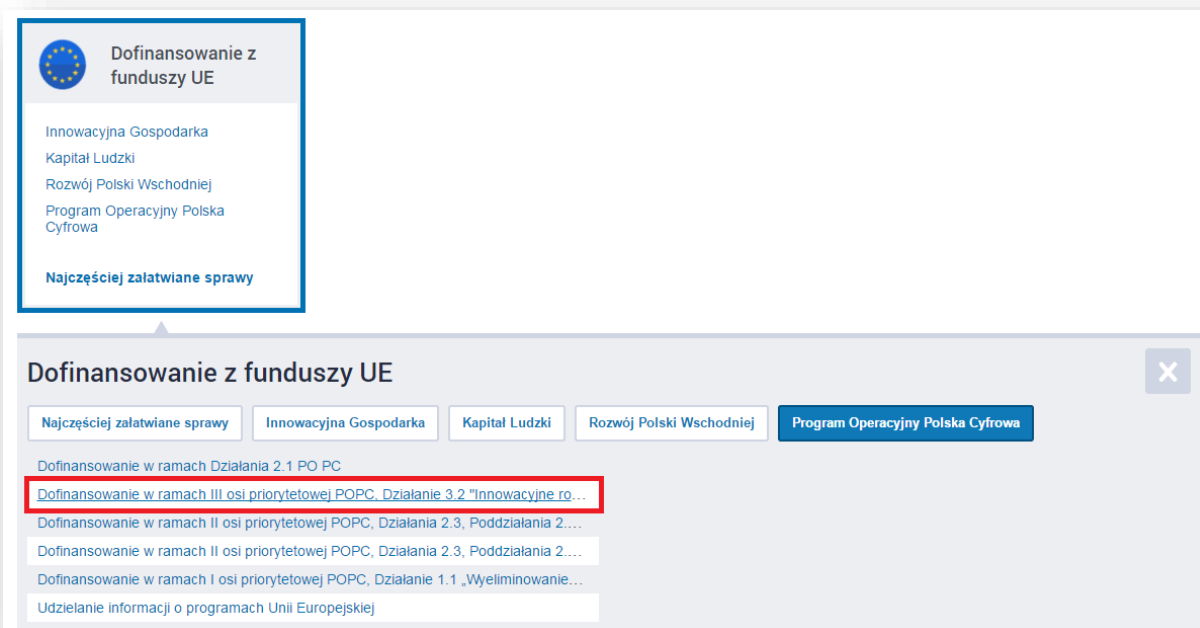 Dofinansowanie z
funduszy UE
Innowacyjna Gospodarka
Kapitał Ludzki
Rozwój Polski Wschodniej
Program Operacyjny Polska
Cyfrowa
Najczęściej załatwiane sprawy
Dofinansowanie z funduszy UE
Najczęściej załatwiane sprawy Innowacyjna Gospodarka Kapitał Ludzki Rozwój Polski Wschodniej Program Operacyjny Polska Cyfrowa
Dofinansowanie w ramach Działania 2.1 PO PC
Dofinansowanie w ramach III osi priorytetowej POPC, Działanie 3.2 "Innowacyjne ro...
Dofinansowanie w ramach II osi priorytetowej POPC, Działania 2.3, Poddziałania 2....
Dofinansowanie w ramach II osi priorytetowej POPC, Działania 2.3, Poddziałania 2....
Dofinansowanie w ramach I osi priorytetowej POPC, Działanie 1.1 „Wyeliminowanie...
Udzielanie informacji o programach Unii Europejskiej